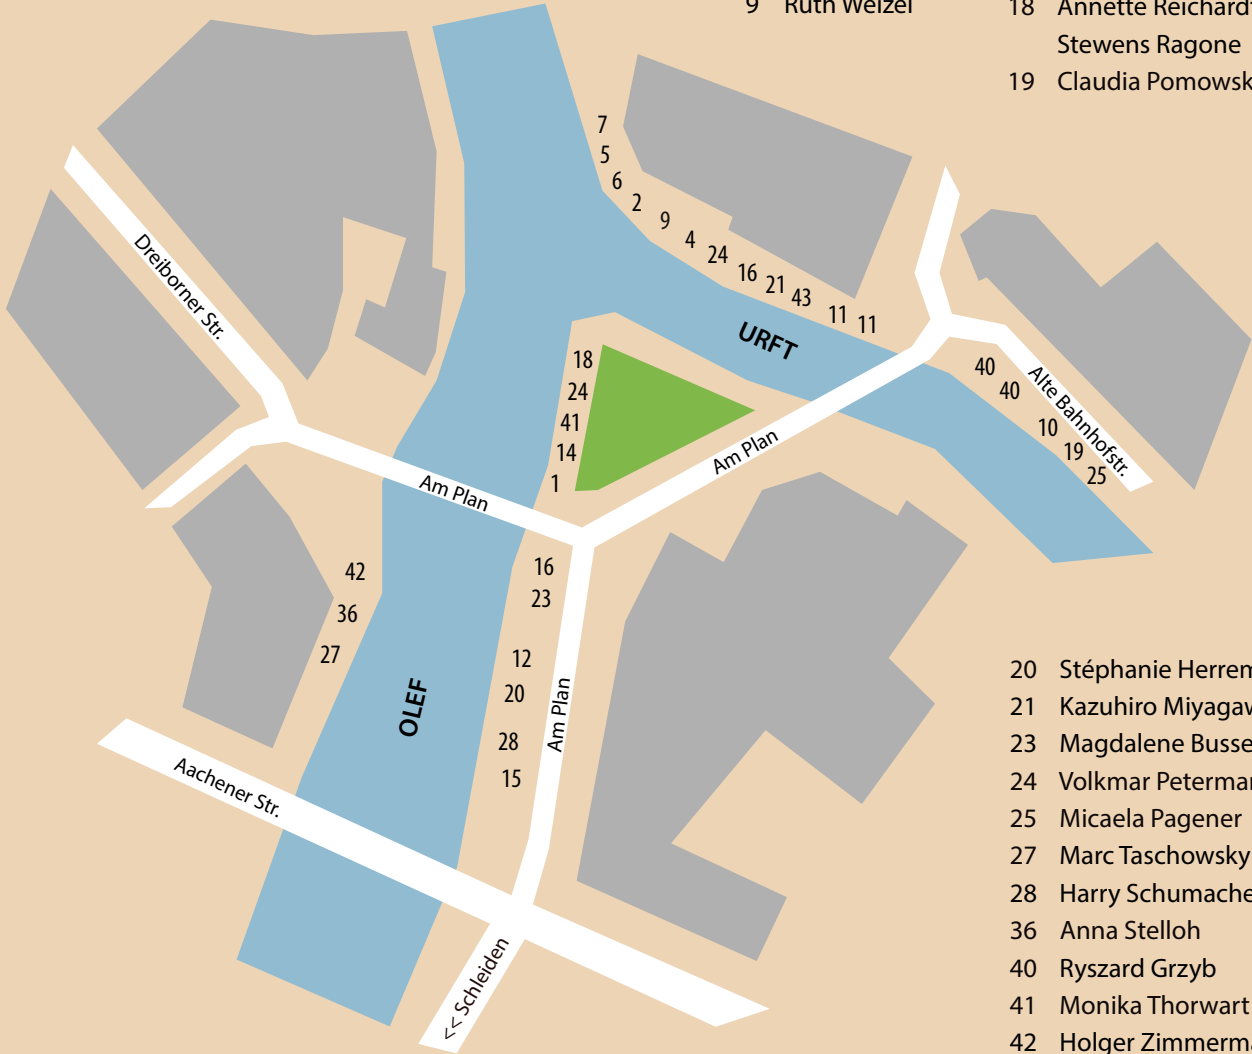 9 Ruth Weizel
18 Annette Reichardt
Stewens Ragone
19 Claudia Pomowsk
7
5
6
2
9
4
24
16
21
43
11
11
Dreiborner Str.
URFT
18
24
41
14
1
40
40
10
19
25
Alte Bahnhofstr.
Am Plan
Am Plan
42
36
27
16
23
12
20
28
15
OLEF
Am Plan
Aachener Str.
<< Schleiden
20 Stéphanie Herrem
21 Kazuhiro Miyagaw
23 Magdalene Busse
24 Volkmar Peterman
25 Micaela Pagener
27 Marc Taschowsky
28 Harry Schumache
36 Anna Stelloh
40 Ryszard Grzyb
41 Monika Thorwart
42 Holger Zimmerma